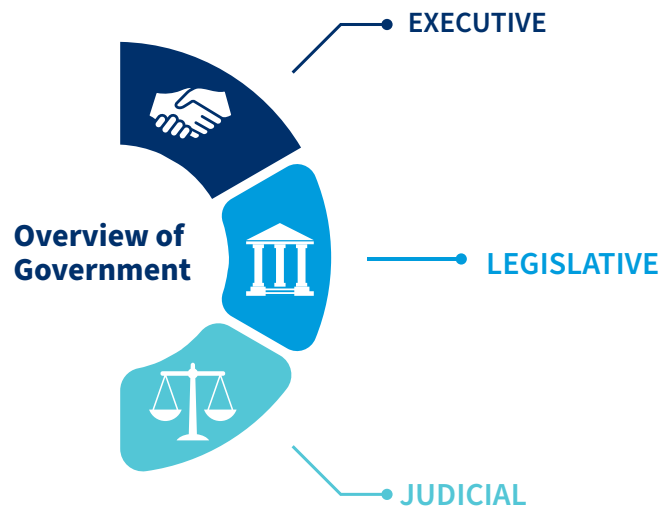 EXECUTIVE
Overview of
Government
LEGISLATIVE
JUDICIAL